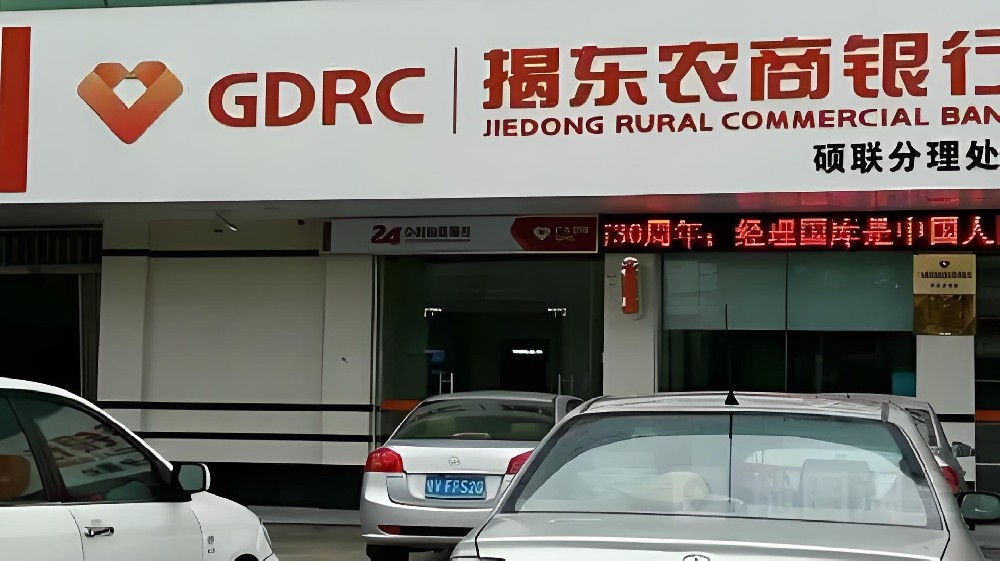 GDRC
揭东农商银行
JIEDONG RURAL COMMERCIAL BAN
硕联分理处
24
30周年：经理国库是中国人